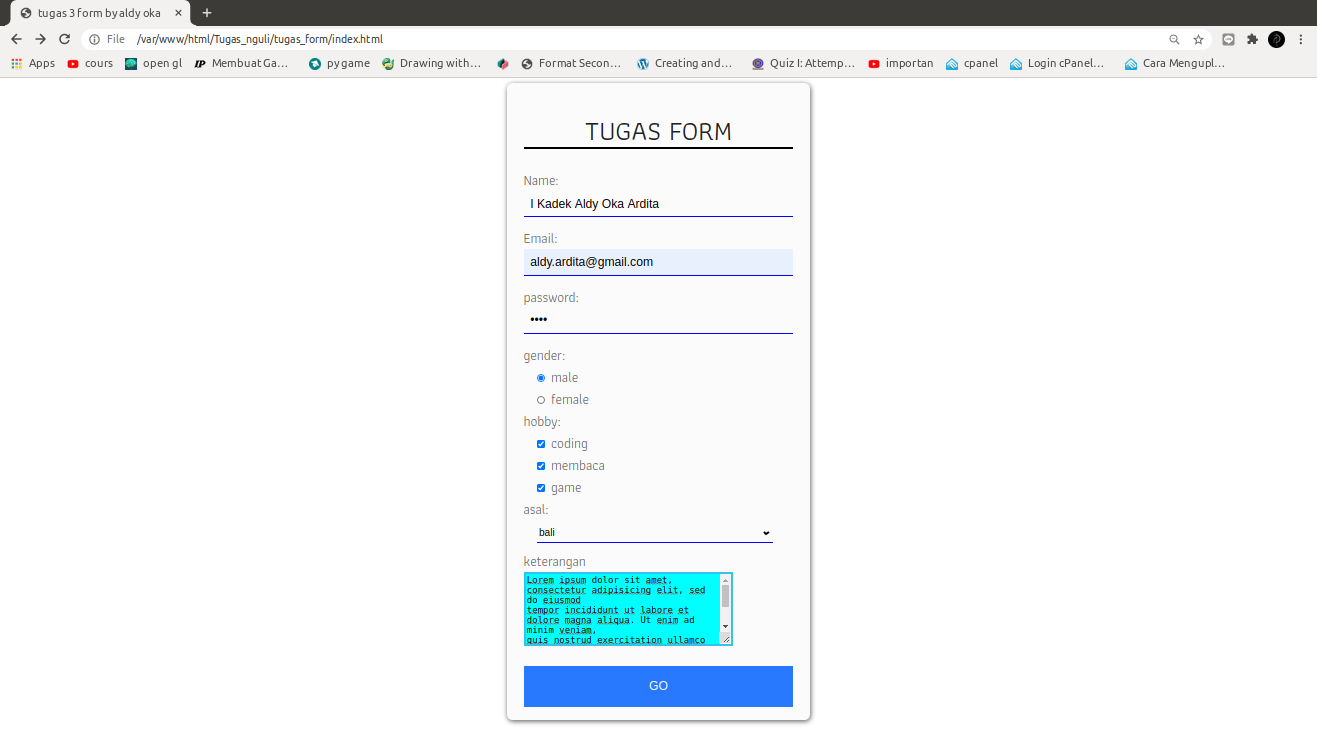 tugas 3 form by aldy oka
File /var/www/html/Tugas_nguli/tugas_form/index.html
Apps cours open gl Membuat Ga... pygame Drawing with... Format Secon... Creating and... Quiz I: Attemp... importan cpanel Login cPanel... Cara Mengupl...
TUGAS FORM
Name:
I Kadek Aldy Oka Ardita
Email:
aldy.ardita@gmail.com
password:
••••
gender:
male
female
hobby:
coding
membaca
game
asal:
bali
keterangan
Lorem ipsum dolor sit amet,
consectetur adipisicing elit, sed
do eiusmod
tempor incididunt ut labore et
dolore magna aliqua. Ut enim ad
minim veniam,
quis nostrud exercitation ullamco
GO